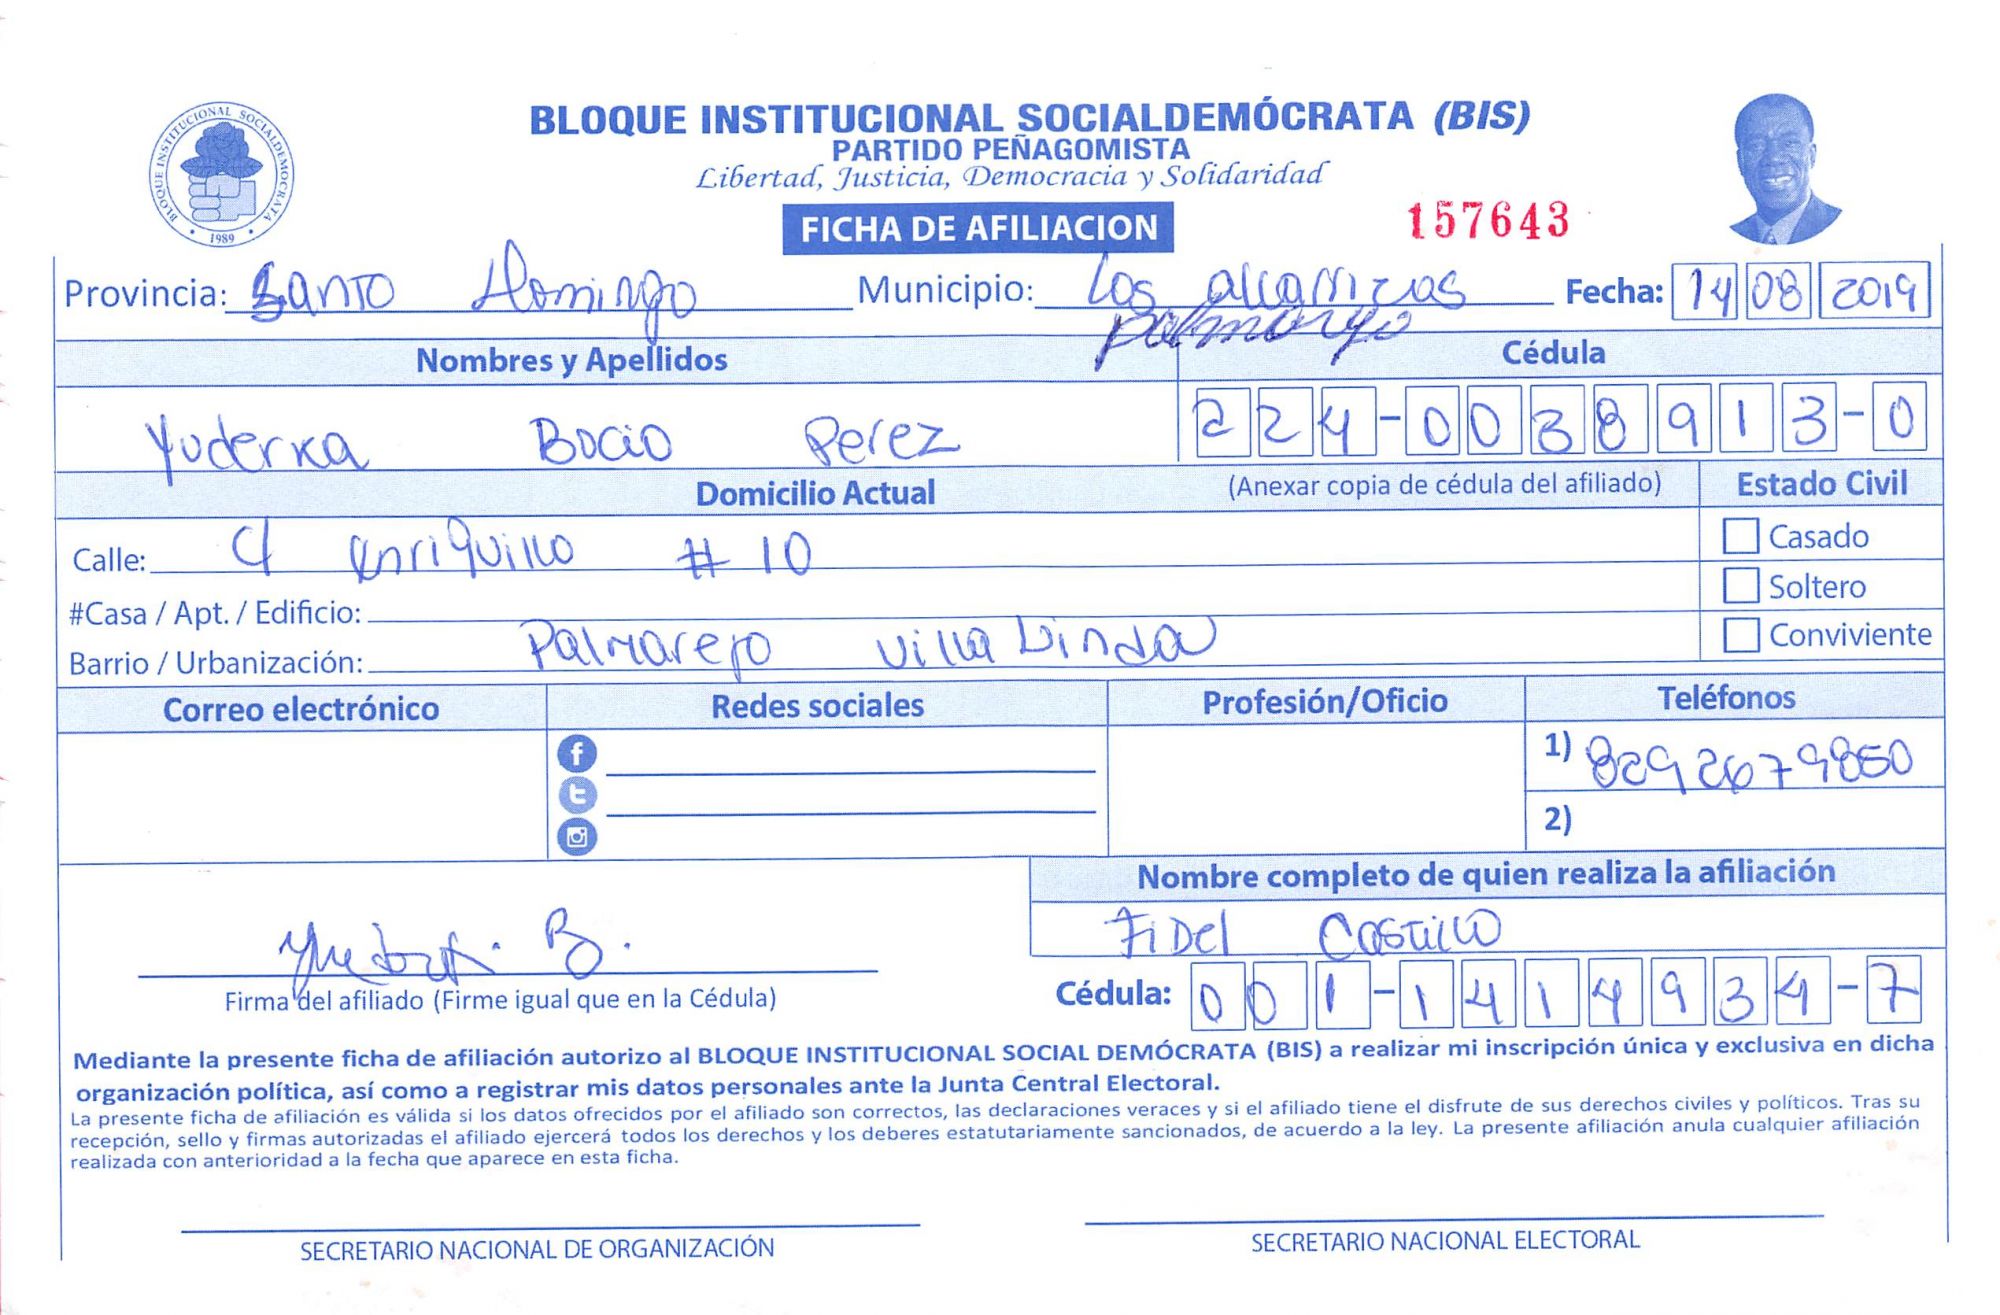 BLOQUE INSTITUCIONAL SOCIALDEMÓCRATA (BIS)
PARTIDO PEÑAGOMISTA
Libertad, Justicia, Democracia y Solidaridad
BLOQUE INSTITUCIONAL SOCIALDEMOCRATA
• 1989 •
FICHA DE AFILIACION
157643
Provincia: Santo Domingo Municipio: Los alcarrizos Fecha: 14 08 2019
palmarejo
Nombres y Apellidos Cédula
Yuderka Bocio Perez 224-0038913-0
Domicilio Actual (Anexar copia de cédula del afiliado) Estado Civil
Calle: C/ enriquillo # 10 Casado
#Casa / Apt. / Edificio: Soltero
Barrio / Urbanización: Palmarejo villa Linda Conviviente
Correo electrónico Redes sociales Profesión/Oficio Teléfonos
1) 8292679850
2)
Nombre completo de quien realiza la afiliación
Fidel Castillo
B.
Firma del afiliado (Firme igual que en la Cédula) Cédula: 001-1414934-7
Mediante la presente ficha de afiliación autorizo al BLOQUE INSTITUCIONAL SOCIAL DEMÓCRATA (BIS) a realizar mi inscripción única y exclusiva en dicha
organización política, así como a registrar mis datos personales ante la Junta Central Electoral.
La presente ficha de afiliación es válida si los datos ofrecidos por el afiliado son correctos, las declaraciones veraces y si el afiliado tiene el disfrute de sus derechos civiles y políticos. Tras su
recepción, sello y firmas autorizadas el afiliado ejercerá todos los derechos y los deberes estatutariamente sancionados, de acuerdo a la ley. La presente afiliación anula cualquier afiliación
realizada con anterioridad a la fecha que aparece en esta ficha.
SECRETARIO NACIONAL DE ORGANIZACIÓN SECRETARIO NACIONAL ELECTORAL